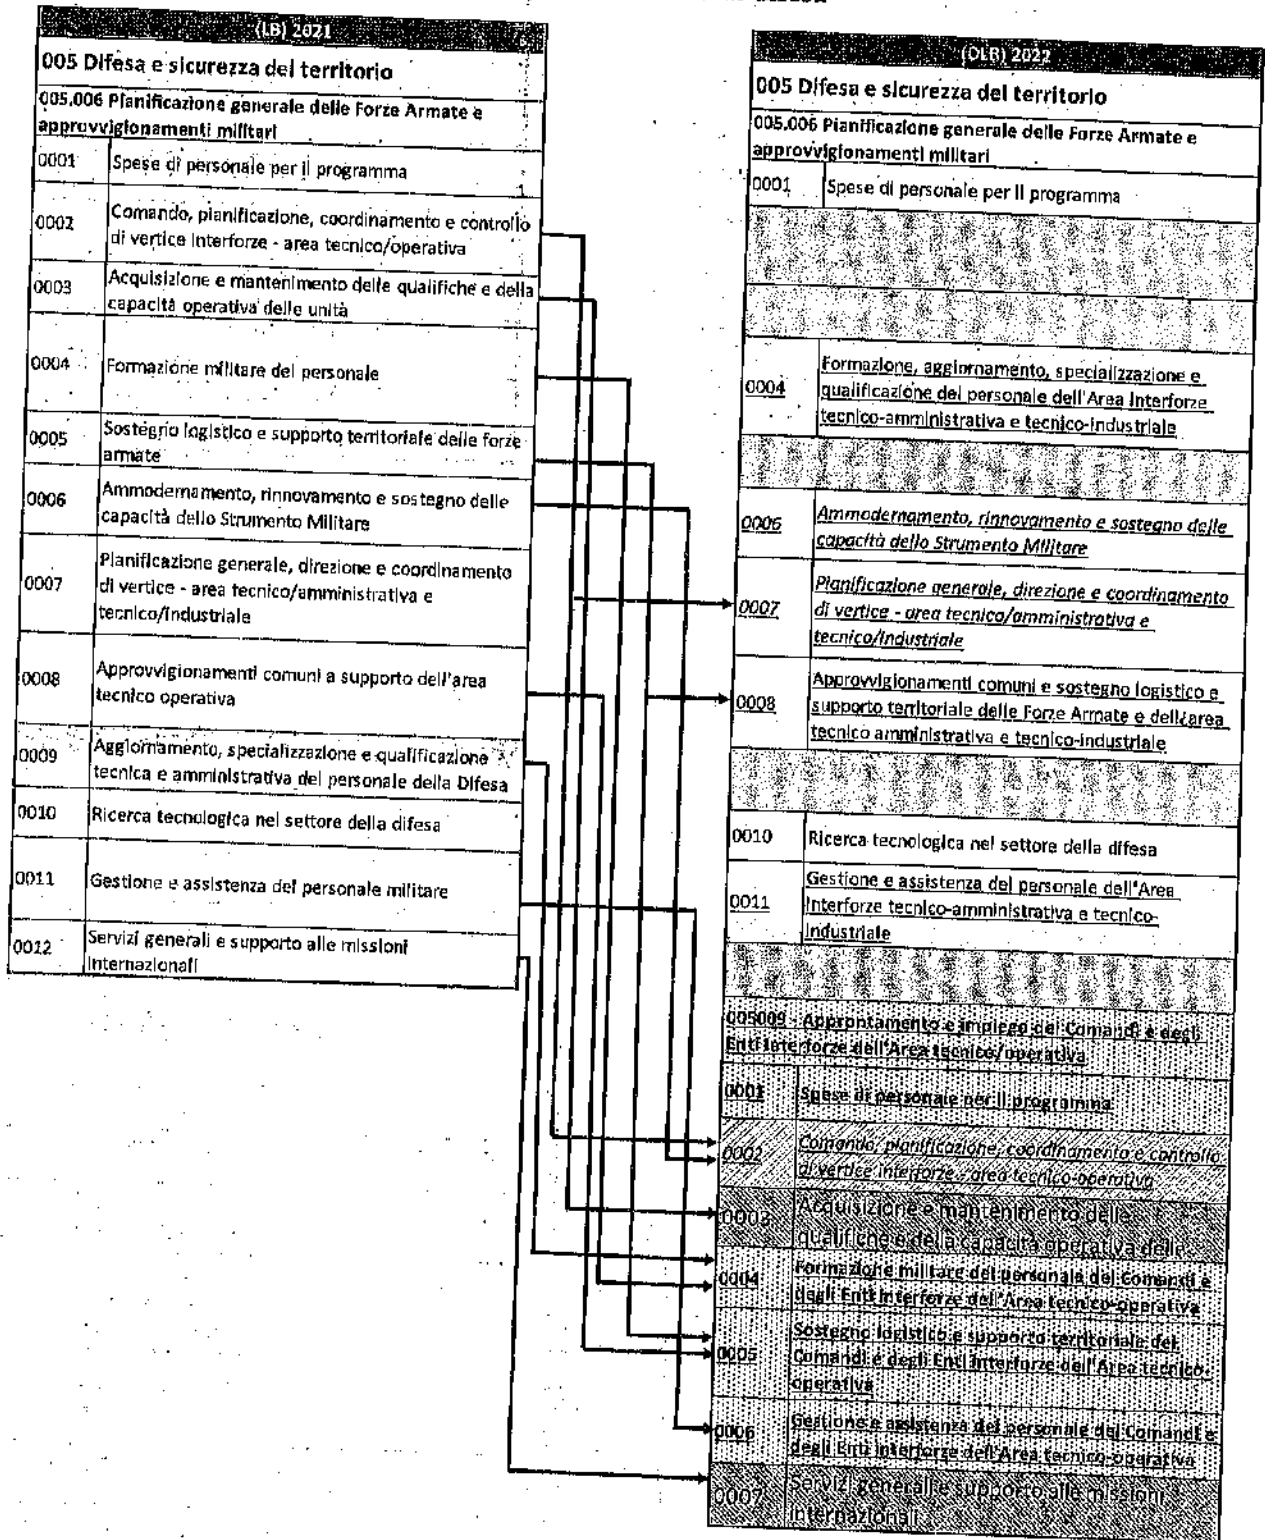 (LB) 2021
005 Difesa e sicurezza del territorio
005.006 Pianificazione generale delle Forze Armate e
approvvigionamenti militari
0001 Spese di personale per il programma
0002 Comando, pianificazione, coordinamento e controllo
di vertice interforze - area tecnico/operativa
0003 Acquisizione e mantenimento delle qualifiche e della
capacità operativa delle unità
0004 Formazione militare del personale
0005 Sostegno logistico e supporto territoriale delle forze
armate
0006 Ammodernamento, rinnovamento e sostegno delle
capacità dello Strumento Militare
0007 Planificazione generale, direzione e coordinamento
di vertice - area tecnico/amministrativa e
tecnico/industriale
0008 Approvvigionamenti comuni a supporto dell'area
tecnico operativa
0009 Aggiornamento, specializzazione e qualificazione
tecnica e amministrativa del personale della Difesa
0010 Ricerca tecnologica nel settore della difesa
0011 Gestione e assistenza del personale militare
0012 Servizi generali e supporto alle missioni
internazionali
(DLB) 2022
005 Difesa e sicurezza del territorio
005.006 Pianificazione generale delle Forze Armate e
approvvigionamenti militari
0001 Spese di personale per il programma
0004 Formazione, aggiornamento, specializzazione e
qualificazione del personale dell'Area Interforze
tecnico-amministrativa e tecnico-industriale
0006 Ammodernamento, rinnovamento e sostegno delle
capacità dello Strumento Militare
0007 Pianificazione generale, direzione e coordinamento
di vertice - area tecnico/amministrativa e
tecnico/industriale
0008 Approvvigionamenti comuni e sostegno logistico e
supporto territoriale delle Forze Armate e dell'area
tecnico amministrativa e tecnico-industriale
0010 Ricerca tecnologica nel settore della difesa
0011 Gestione e assistenza del personale dell'Area
Interforze tecnico-amministrativa e tecnico-
industriale
005009 - Approntamento e impiego dei Comandi e degli
Enti interforze dell'Area tecnico/operativa
0001 Spese di personale per il programma
0002 Comando, pianificazione, coordinamento e controllo
di vertice interforze - area tecnico-operativa
0003 Acquisizione e mantenimento delle
qualifiche e della capacità operativa delle
0004 Formazione militare del personale dei Comandi e
degli Enti interforze dell'Area tecnico-operativa
0005 Sostegno logistico e supporto territoriale dei
Comandi e degli Enti interforze dell'Area tecnico-
operativa
0006 Gestione e assistenza del personale dei Comandi e
degli Enti interforze dell'Area tecnico-operativa
0007 Servizi generali e supporto alle missioni
internazionali